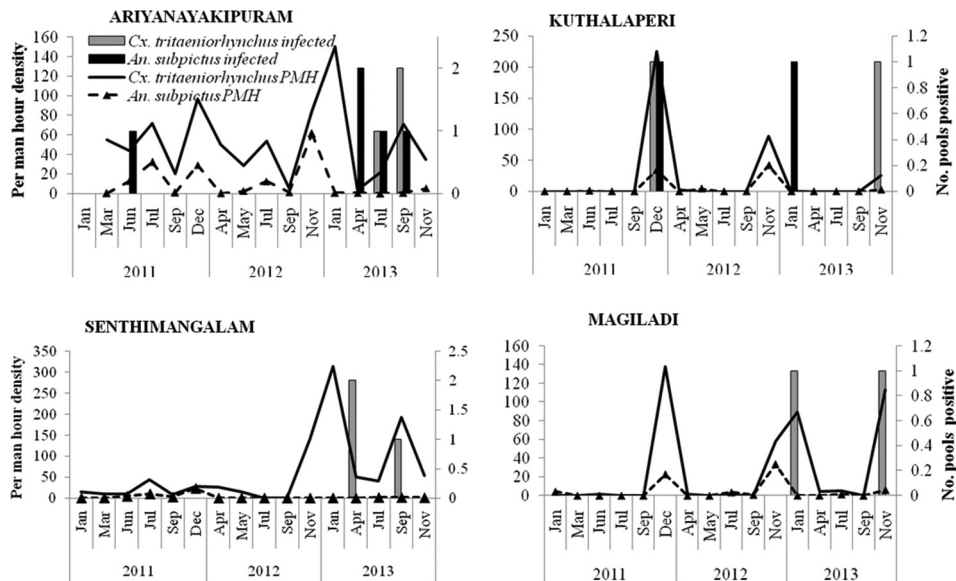 ARIYANAYAKIPURAM
Cx. tritaeniorhynchus infected
An. subpictus infected
Cx. tritaeniorhynchus PMH
An. subpictus PMH
Per man hour density
160
140
120
100
80
60
40
20
0
2
1
0
Jan Mar Jun Jul Sep Dec Apr May Jul Sep Nov Jan Apr Jul Sep Nov
2011 2012 2013
KUTHALAPERI
250
200
150
100
50
0
1.2
1
0.8
0.6
0.4
0.2
0
No. pools positive
Jan Mar Jun Jul Sep Dec Apr May Jul Sep Nov Jan Apr Jul Sep Nov
2011 2012 2013
SENTHIMANGALAM
Per man hour density
350
300
250
200
150
100
50
0
2.5
2
1.5
1
0.5
0
Jan Mar Jun Jul Sep Dec Apr May Jul Sep Nov Jan Apr Jul Sep Nov
2011 2012 2013
MAGILADI
160
140
120
100
80
60
40
20
0
1.2
1
0.8
0.6
0.4
0.2
0
No. pools positive
Jan Mar Jun Jul Sep Dec Apr May Jul Sep Nov Jan Apr Jul Sep Nov
2011 2012 2013